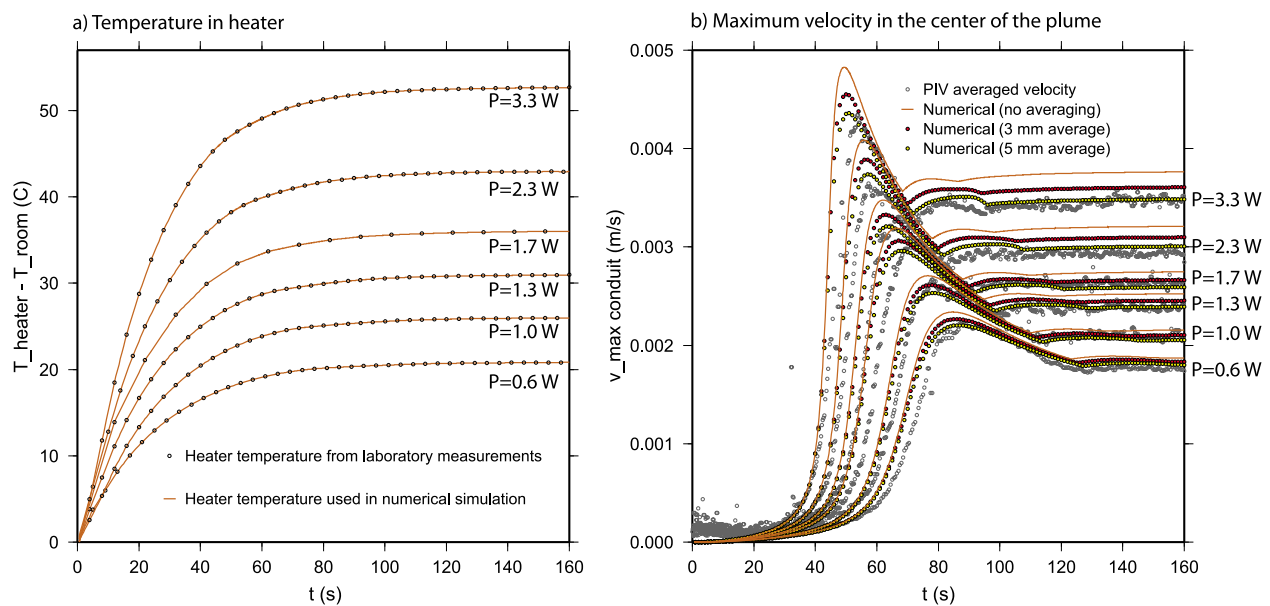 a) Temperature in heater
T_heater - T_room (C)
50
40
30
20
10
0
P=3.3 W
P=2.3 W
P=1.7 W
P=1.3 W
P=1.0 W
P=0.6 W
Heater temperature from laboratory measurements
Heater temperature used in numerical simulation
0 20 40 60 80 100 120 140 160
t (s)
b) Maximum velocity in the center of the plume
v_max conduit (m/s)
0.005
0.004
0.003
0.002
0.001
0.000
PIV averaged velocity
Numerical (no averaging)
Numerical (3 mm average)
Numerical (5 mm average)
P=3.3 W
P=2.3 W
P=1.7 W
P=1.3 W
P=1.0 W
P=0.6 W
0 20 40 60 80 100 120 140 160
t (s)